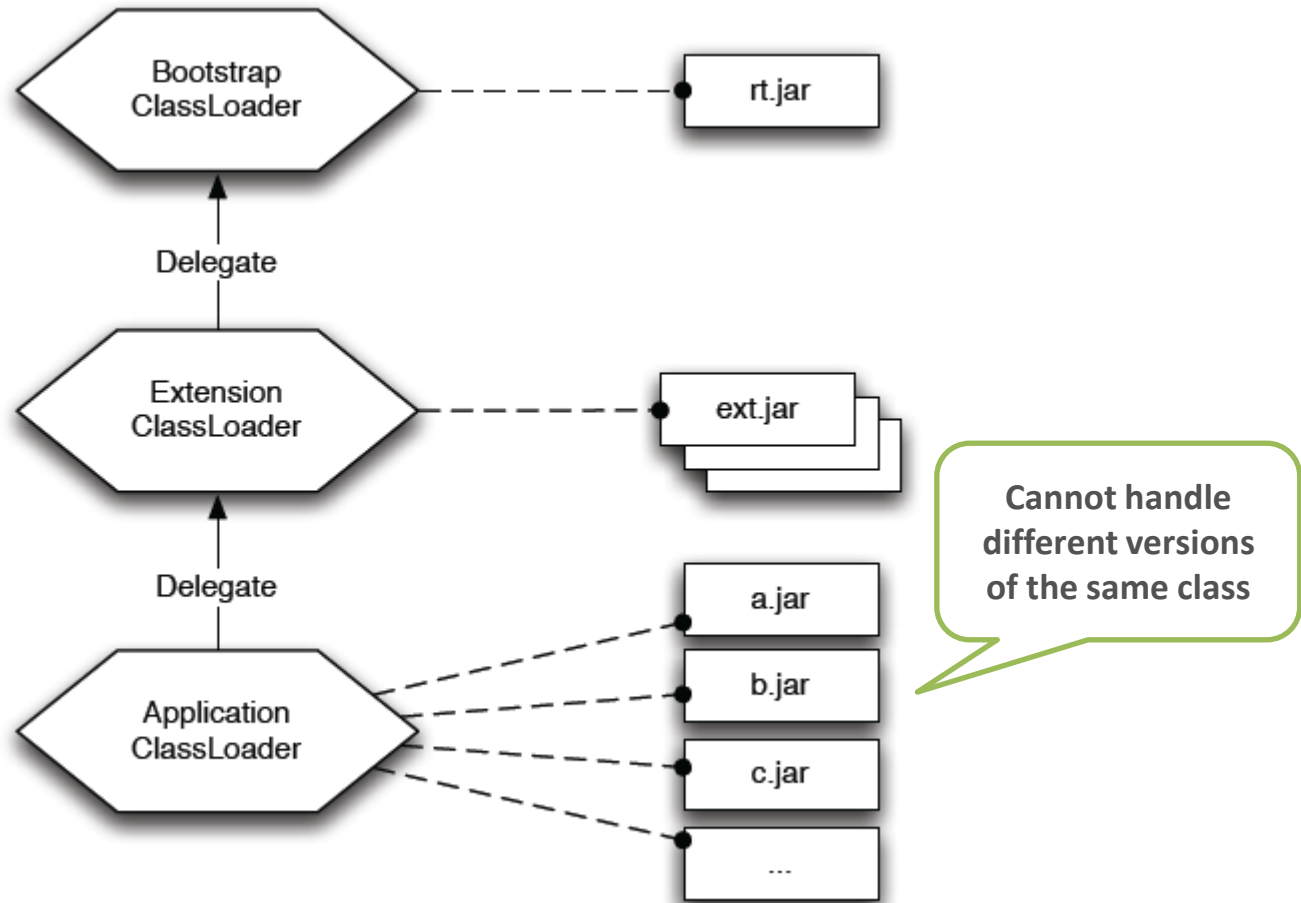 Bootstrap
ClassLoader
rt.jar
Delegate
Extension
ClassLoader
ext.jar
Cannot handle
different versions
of the same class
Delegate
a.jar
b.jar
Application
ClassLoader
c.jar
...